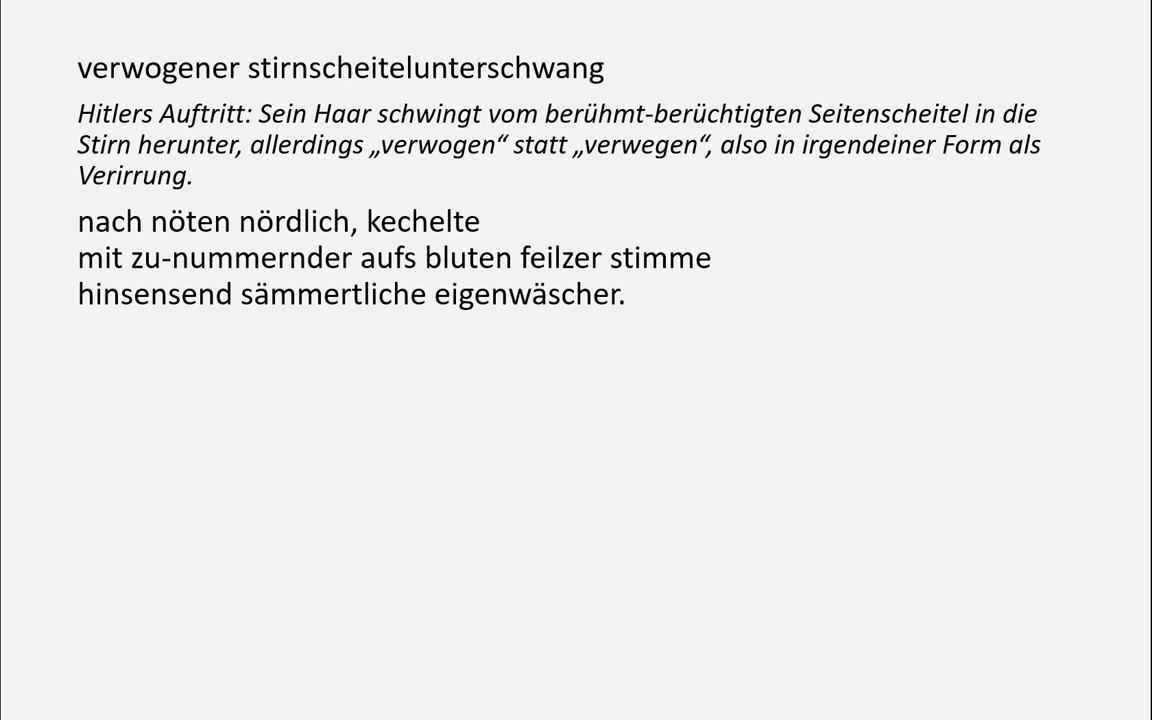 verwogener stirnscheitelunterschwang
Hitlers Auftritt: Sein Haar schwingt vom berühmt-berüchtigten Seitenscheitel in die
Stirn herunter, allerdings „verwogen“ statt „verwegen“, also in irgendeiner Form als
Verirrung.
nach nöten nördlich, kechelte
mit zu-nummernder aufs bluten feilzer stimme
hinsensend sämmertliche eigenwäscher.